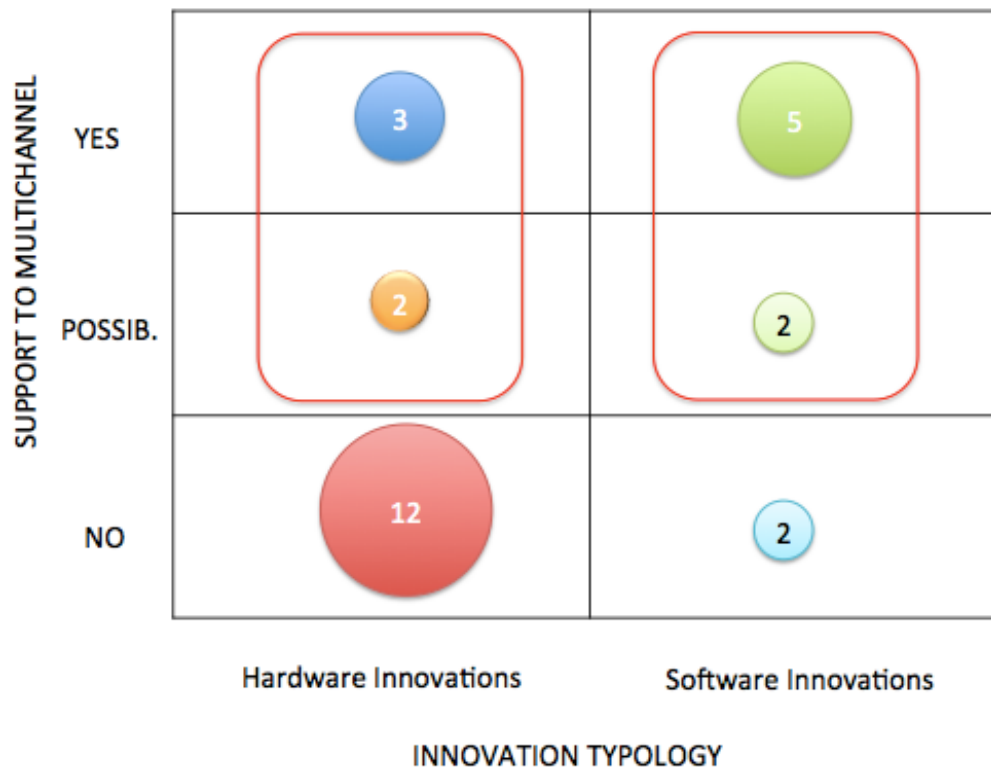 SUPPORT TO MULTICHANNEL
YES
3
5
POSSIB.
2
2
NO
12
2
Hardware Innovations
Software Innovations
INNOVATION TYPOLOGY